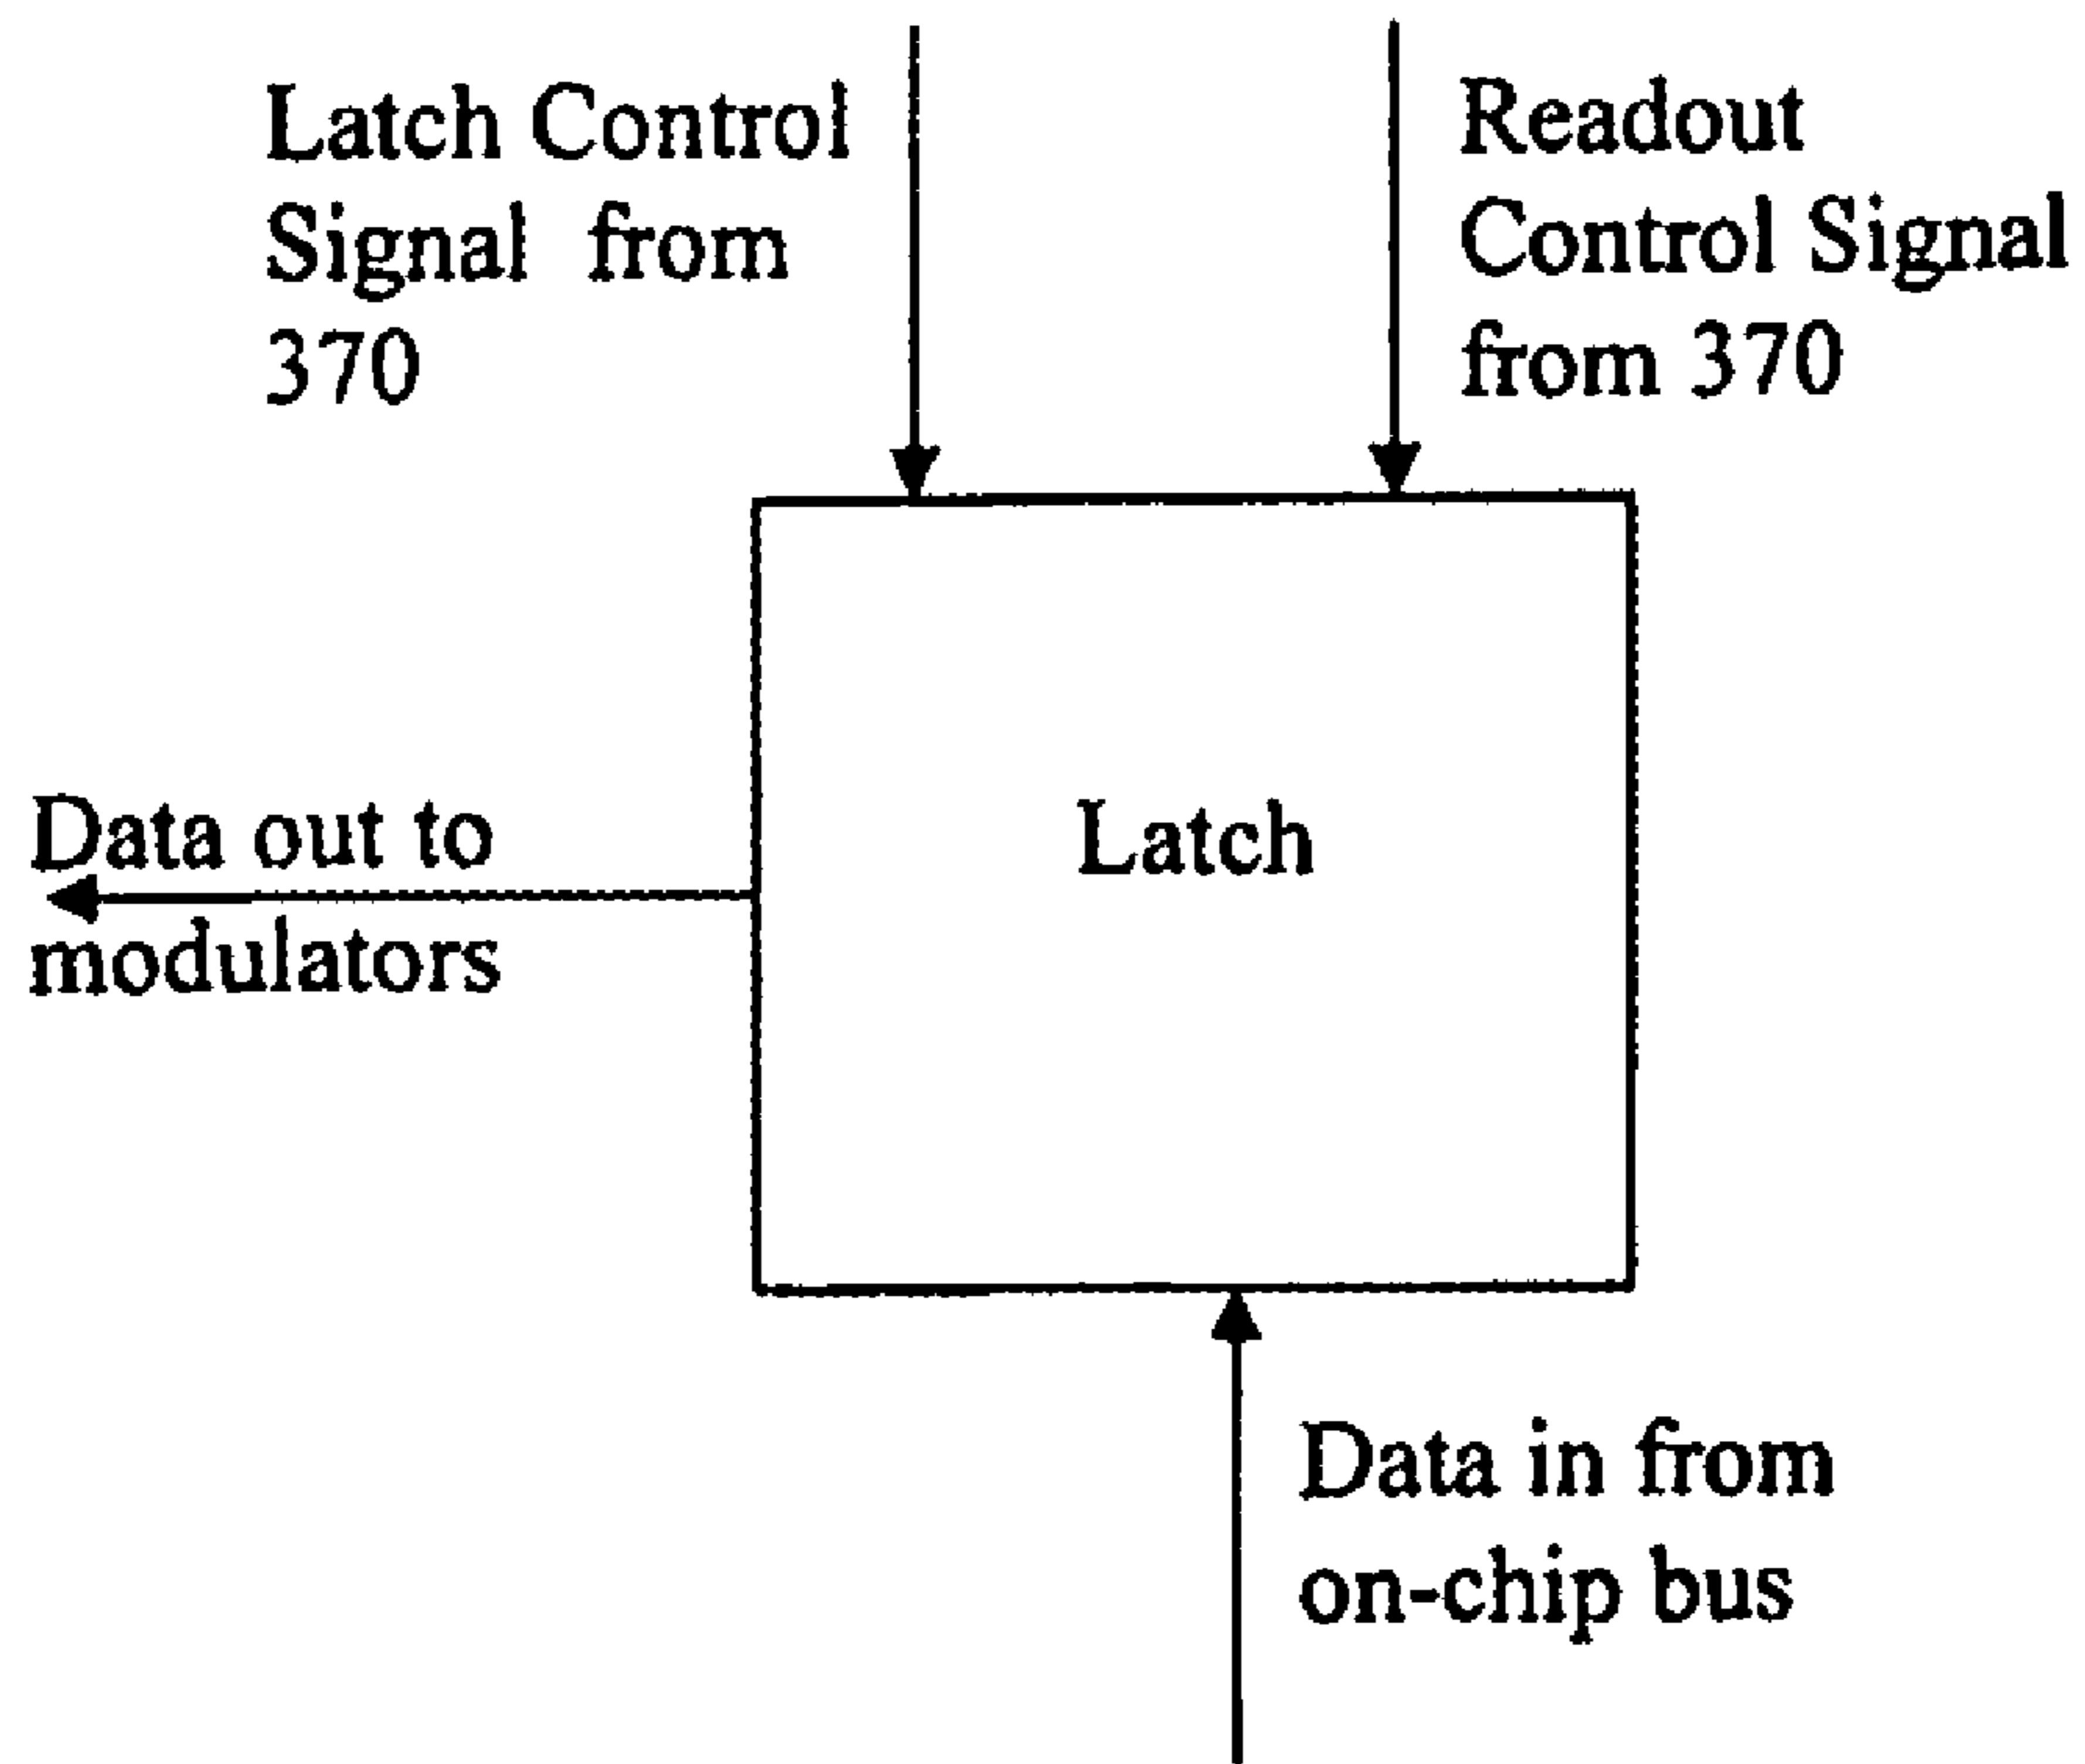 Latch Control
Signal from
370
Readout
Control Signal
from 370
Data out to
modulators
Latch
Data in from
on-chip bus